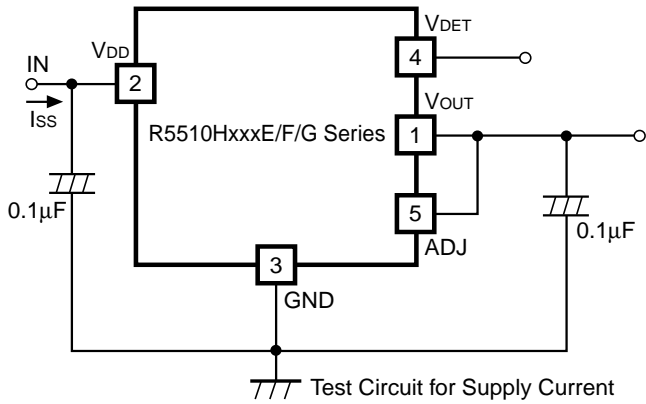 VDET
VDD
IN
4
2
ISS
VOUT
R5510HxxxE/F/G Series
1
0.1μF
5
0.1μF
ADJ
3
GND
Test Circuit for Supply Current